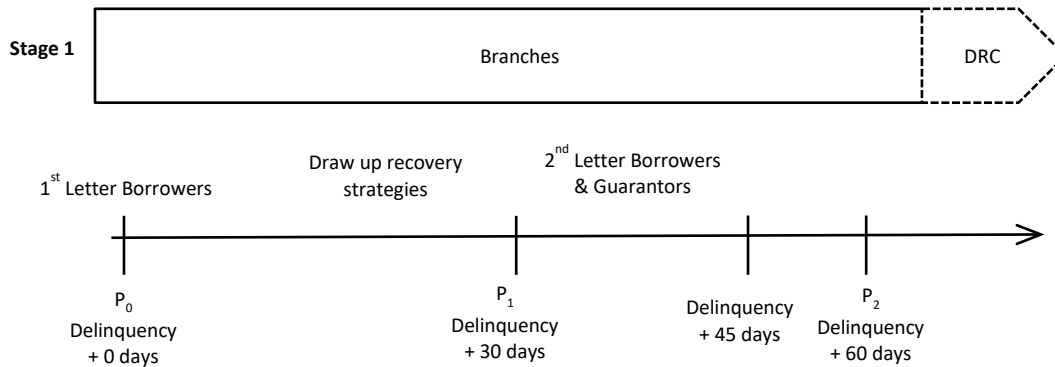 Stage 1
Branches
DRC
1st Letter Borrowers
Draw up recovery
strategies
2nd Letter Borrowers
& Guarantors
P0
Delinquency
+ 0 days
P1
Delinquency
+ 30 days
Delinquency
+ 45 days
P2
Delinquency
+ 60 days